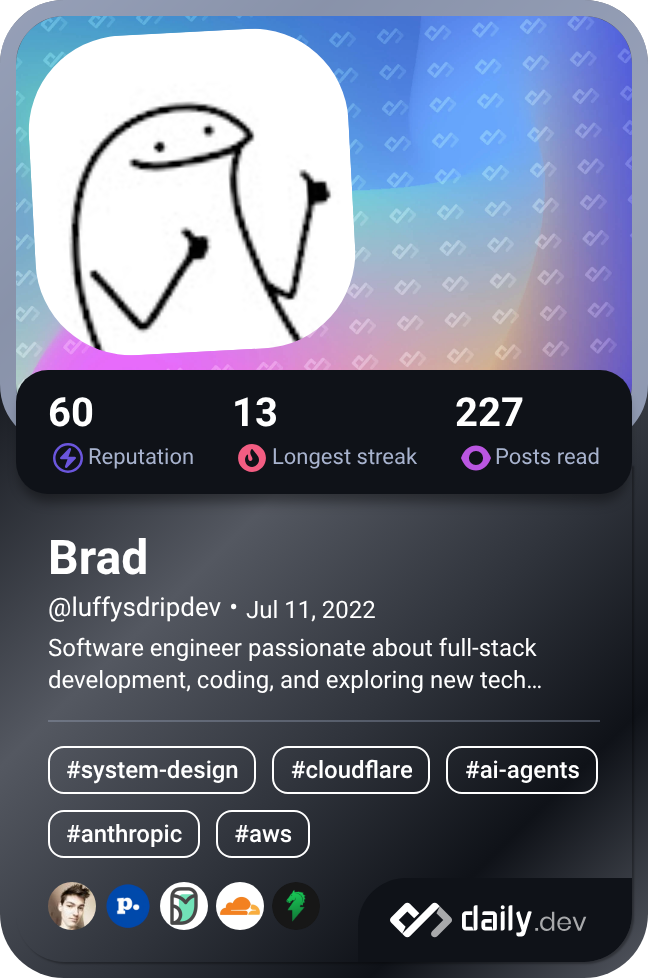 60 13 227
Reputation Longest streak Posts read
Brad
@luffysdripdev • Jul 11, 2022
Software engineer passionate about full-stack
development, coding, and exploring new tech…
#system-design #cloudflare #ai-agents
#anthropic #aws
p.
daily.dev